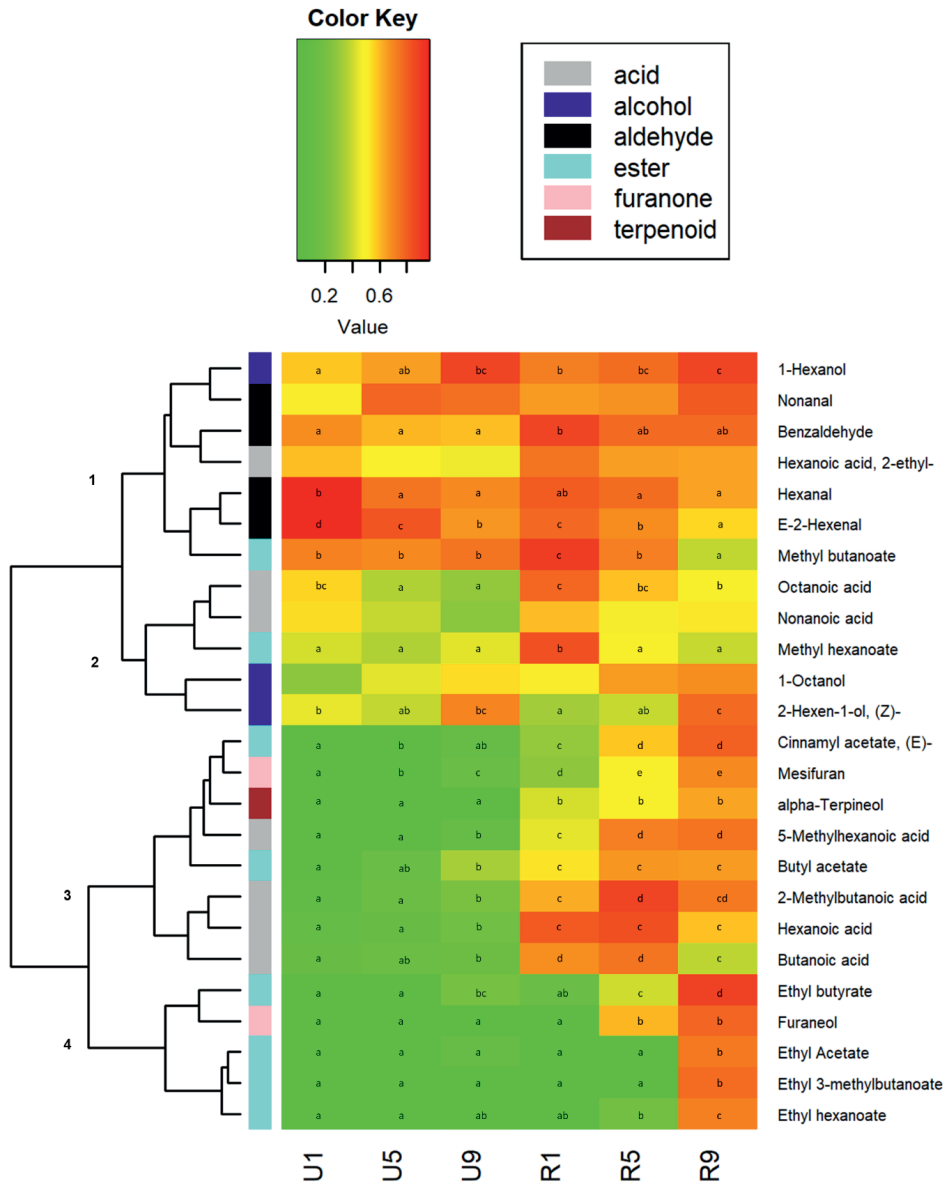 Color Key
0.2 0.6
Value
acid
alcohol
aldehyde
ester
furanone
terpenoid
1
2
3
4
a ab bc b bc c 1-Hexanol
Nonanal
a a a b ab ab Benzaldehyde
Hexanoic acid, 2-ethyl-
b a a ab a a Hexanal
d c b c b a E-2-Hexenal
b b b c b a Methyl butanoate
bc a a c bc b Octanoic acid
Nonanoic acid
a a a b a a Methyl hexanoate
1-Octanol
b ab bc a ab c 2-Hexen-1-ol, (Z)-
a b ab c d d Cinnamyl acetate, (E)-
a b c d e e Mesifuran
a a a b b b alpha-Terpineol
a a b c d d 5-Methylhexanoic acid
a ab b c c c Butyl acetate
a a b c d cd 2-Methylbutanoic acid
a a b c c c Hexanoic acid
a ab b d d c Butanoic acid
a a bc ab c d Ethyl butyrate
a a a a b b Furaneol
a a a a a b Ethyl Acetate
a a a a a b Ethyl 3-methylbutanoate
a a ab ab b c Ethyl hexanoate
U1 U5 U9 R1 R5 R9